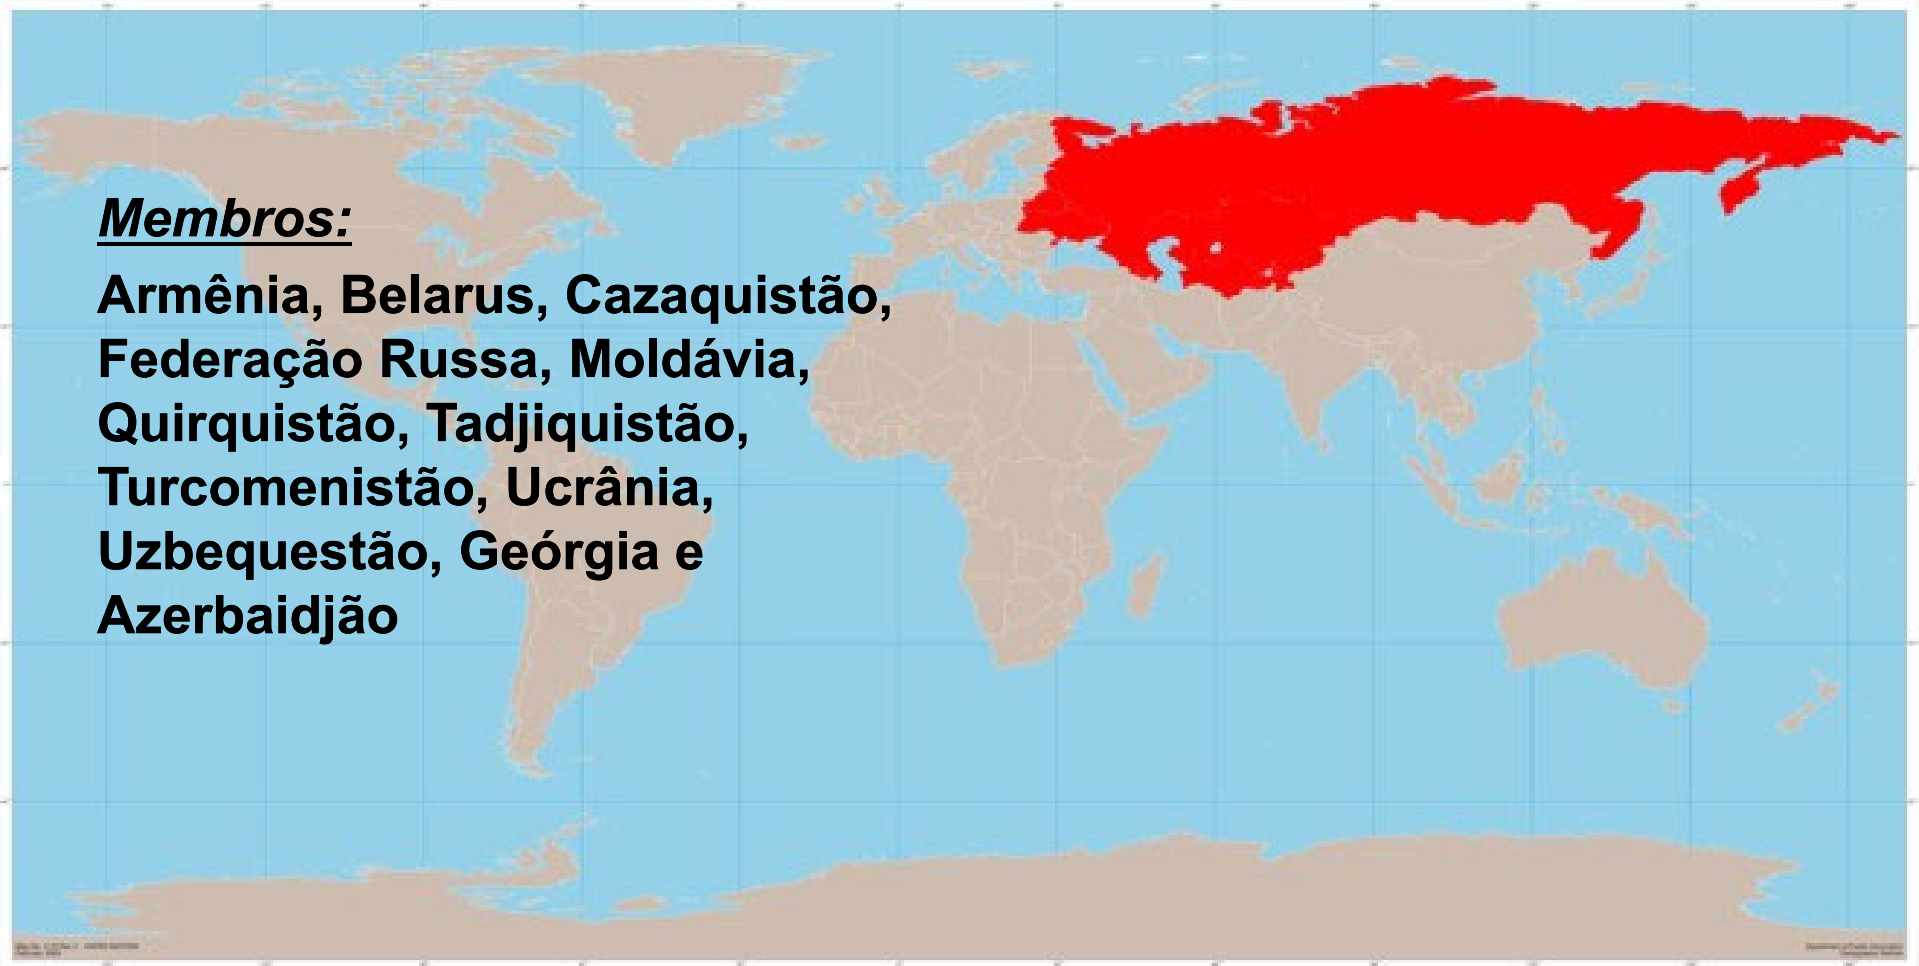 Membros:
Armênia, Belarus, Cazaquistão,
Federação Russa, Moldávia,
Quirquistão, Tadjiquistão,
Turcomenistão, Ucrânia,
Uzbequestão, Geórgia e
Azerbaidjão